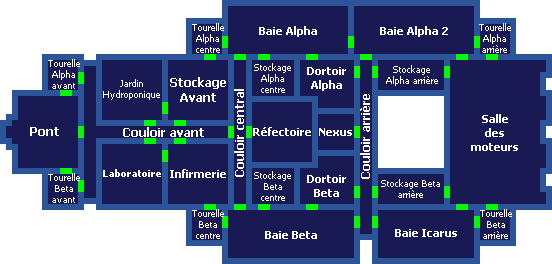 Tourelle
Alpha
centre
Baie Alpha
Baie Alpha 2
Tourelle
Alpha
arrière
Tourelle
Alpha
avant
Jardin
Hydroponique
Stockage
Avant
Stockage
Alpha
centre
Dortoir
Alpha
Stockage
Alpha arrière
Pont
Couloir avant
Couloir central
Réfectoire
Nexus
Couloir arrière
Salle
des
moteurs
Tourelle
Beta
avant
Laboratoire
Infirmerie
Stockage
Beta
centre
Dortoir
Beta
Stockage Beta
arrière
Tourelle
Beta
centre
Baie Beta
Baie Icarus
Tourelle
Beta
arrière